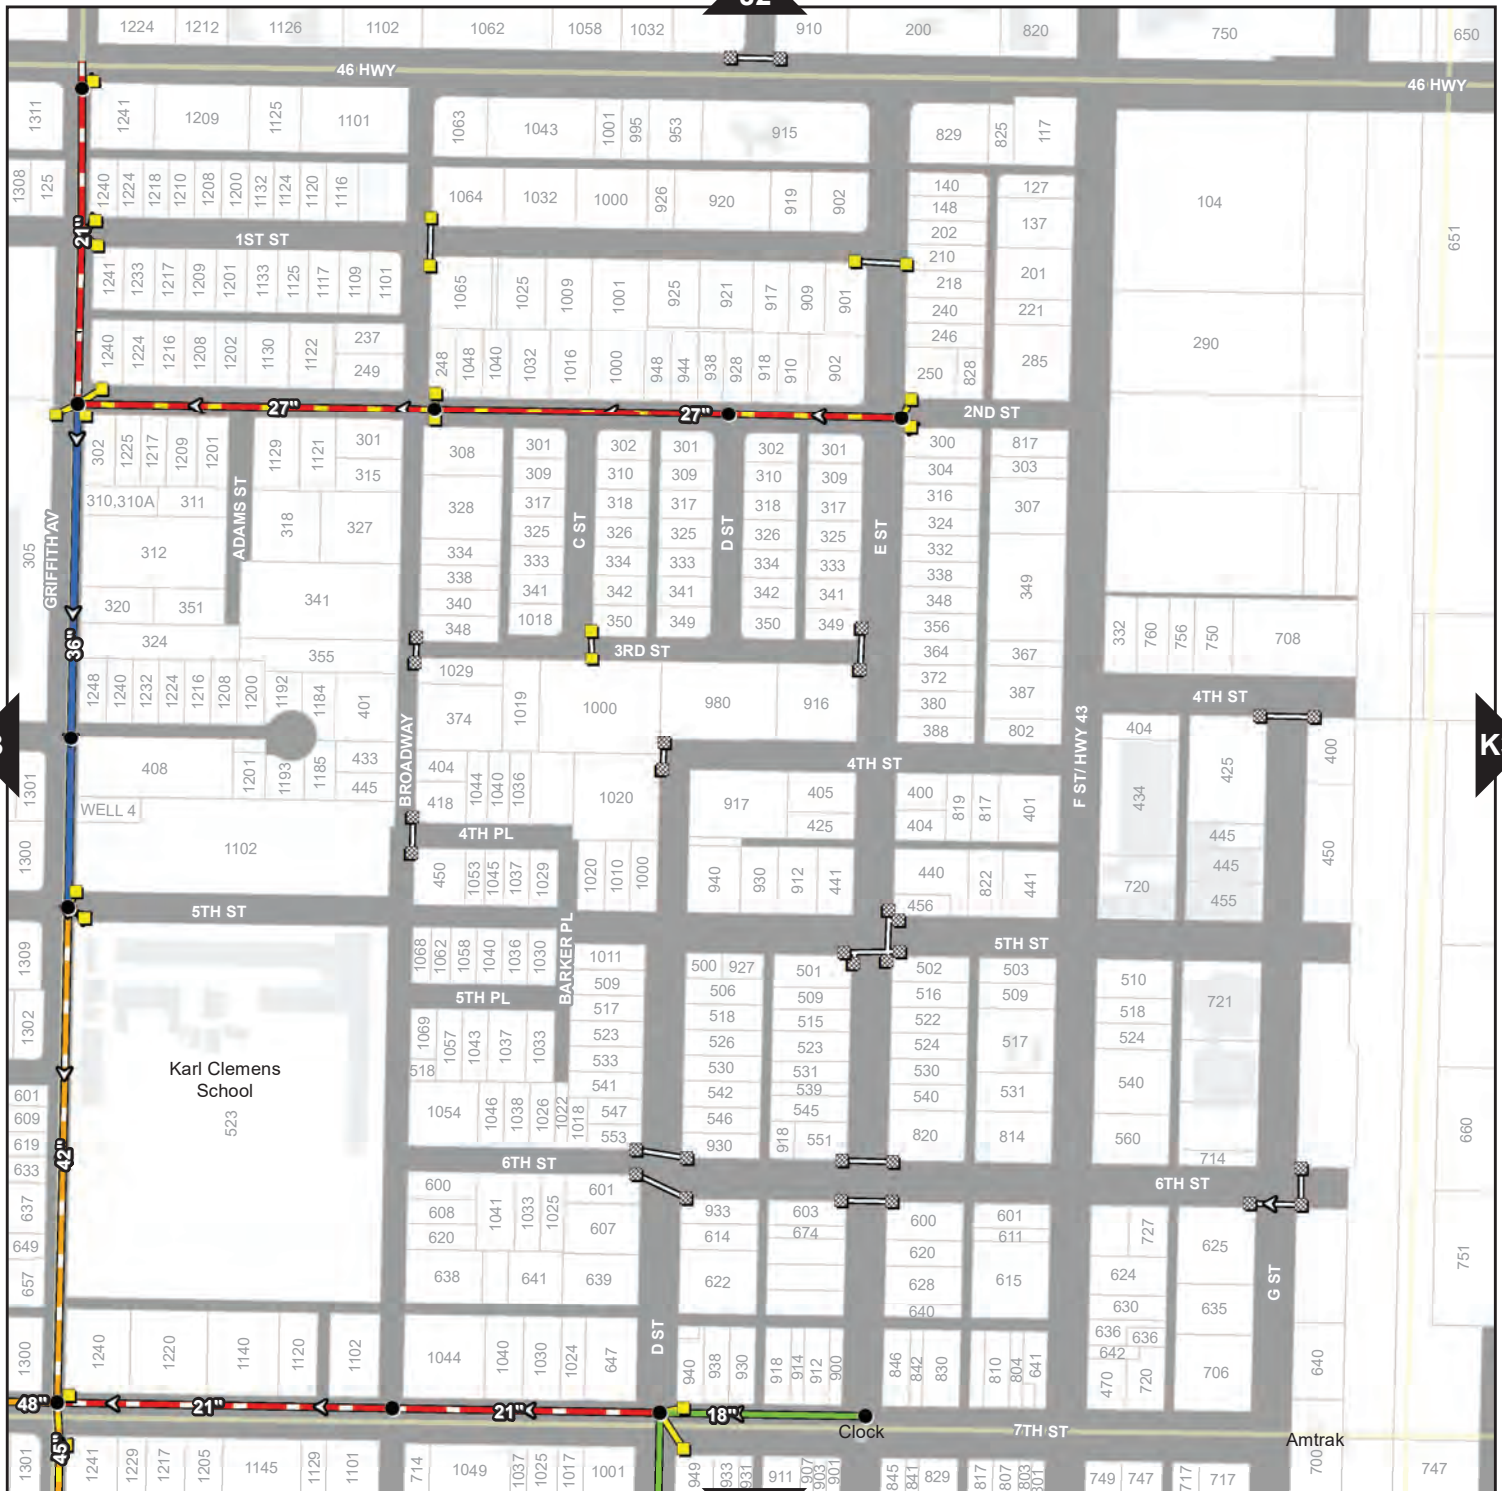 1224 1212 1126 1102 1062 1058 1032 910 200 820 750 650
46 HWY
46 HWY
1311 1241 1209 1125 1101 1063 1043 1001 995 953 915 829 825 117
1308 125 1240 1224 1218 1210 1208 1200 1132 1124 1120 1116 1064 1032 1000 926 920 919 902 140 127
148
202 137 104
21"
1ST ST
651
1241 1233 1217 1209 1201 1133 1125 1117 1109 1101 1065 1025 1009 1001 925 921 917 909 901 210
218 201
240 221
246
1240 1224 1216 1208 1202 1130 1122 237
249 248 1048 1040 1032 1016 1000 948 944 938 928 918 910 902 250 828 285 290
27" 27" 2ND ST
302 1225 1217 1209 1201 1129 1121 301
315 308 301 302 301 302 301 300 817
309 310 309 310 309 304 303
310,310A 311 318 327 328 317 318 317 318 317 316 307
325 326 325 326 325 324
GRIFFITH AV ADAMS ST C ST D ST E ST
305 312 334 333 334 333 334 333 332
338 338 349
320 351 341 340 341 342 341 342 341 348
348 1018 350 349 350 349 356
36" 324 355 3RD ST 364 367
332 760 756 750 708
1248 1240 1232 1224 1216 1208 1200 1192 1184 401 1029 1019 1000 980 916 372
374 380 387
388 802
4TH ST
404 425 400
408 1201 1193 1185 433
445 BROADWAY 404 1044 1040 1036 4TH ST F ST/ HWY 43
418 1020 917 405 400 819 817 401 434
425 404
1301 WELL 4 4TH PL 445
1300 1102 450 1053 1045 1037 1029 1020 1010 1000 940 930 912 441 440 822 441 720 445 450
456 455
5TH ST BARKER PL 5TH ST
1309 1068 1062 1058 1040 1036 1030 1011 500 927 501 502 503 510 721
5TH PL 509 506 509 516 509
1302 517 518 515 522 518
1069 1057 1043 1037 1033 523 526 523 524 517 524
518 533 530 531 530
Karl Clemens
School
523
541 542 539 540 531 540
601 1054 1046 1038 1026 1022 1018 547 546 545
609 553 930 918 551 820 814 560
619 714
42" 633 6TH ST 6TH ST
660
637 600 1041 1033 1025 601 933 603 600 601 727 625
608 607 614 674 611
649 620 620
657 638 641 639 622 628 615 624 635 G ST 751
640 630
636 636
642
1300 1240 1220 1140 1120 1102 1044 1040 1030 1024 647 D ST 940 938 930 918 914 912 900 846 842 830 810 804 641 470 720 706 640
48" 21" 21" 18"
Clock
7TH ST
Amtrak
45"
1301 1241 1229 1217 1205 1145 1129 1101 714 1049 1037 1025 1017 1001 949 933 931 911 907 903 901 845 841 829 817 807 803 801 749 747 717 717 700 747